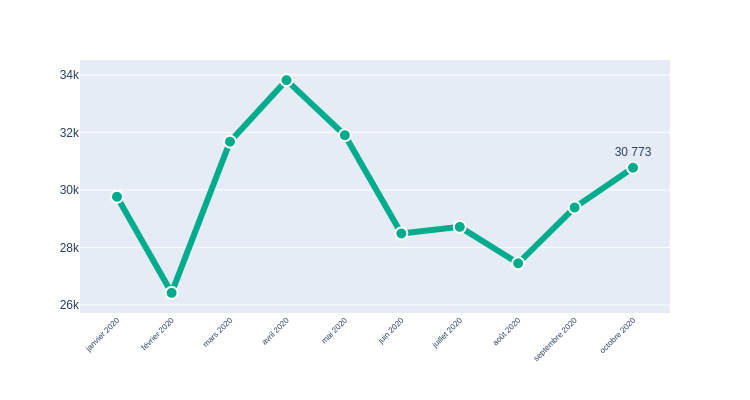 34k
32k
30k
28k
26k
30 773
janvier 2020
février 2020
mars 2020
avril 2020
mai 2020
juin 2020
juillet 2020
août 2020
septembre 2020
octobre 2020